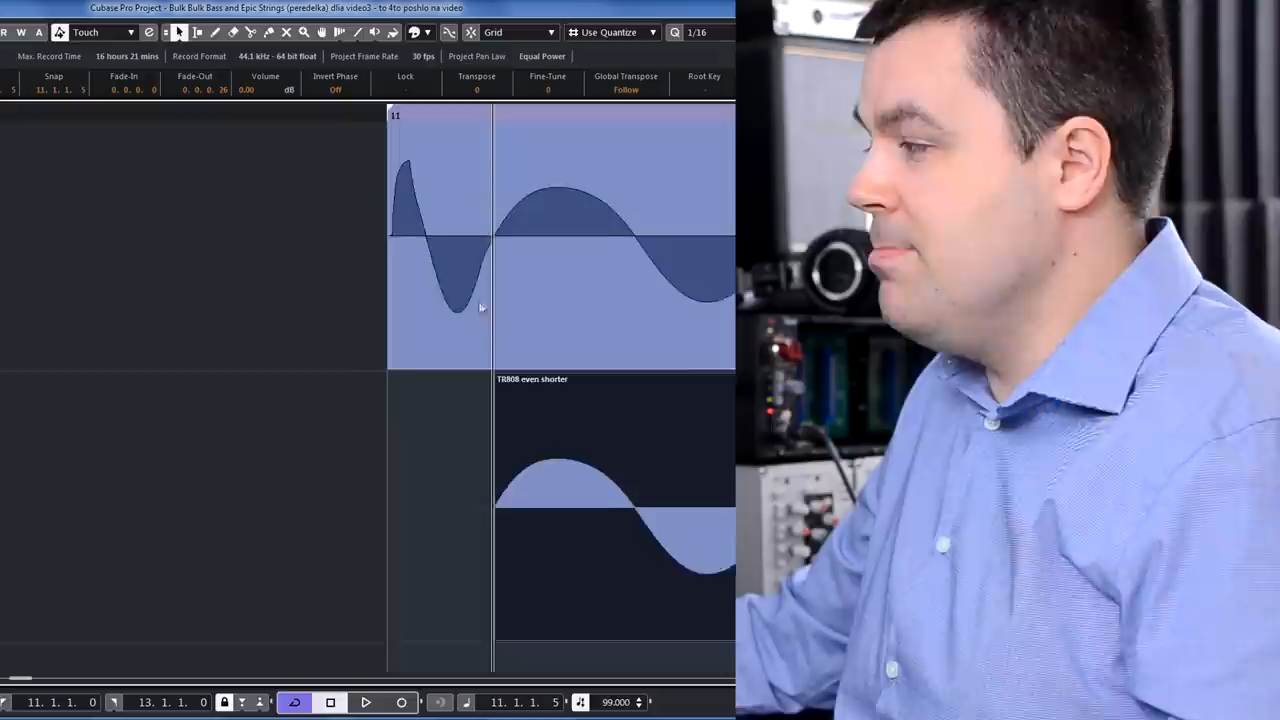 Cubase Pro Project - Bulk Bulk Bass and Epic Strings (peredelka) dlia video3 - to 4to poshlo na video
R W A Touch Grid Use Quantize Q 1/16
Max. Record Time 16 hours 21 mins Record Format 44.1 kHz - 64 bit float Project Frame Rate 30 fps Project Pan Law Equal Power
Snap Fade-In Fade-Out Volume Invert Phase Lock Transpose Fine-Tune Global Transpose Root Key
5 11. 1. 1. 5 0. 0. 0. 0 0. 0. 0. 26 0.00 dB Off - 0 0 Follow -
11
TR808 even shorter
11. 1. 1. 0 13. 1. 1. 0 11. 1. 1. 5 99.000